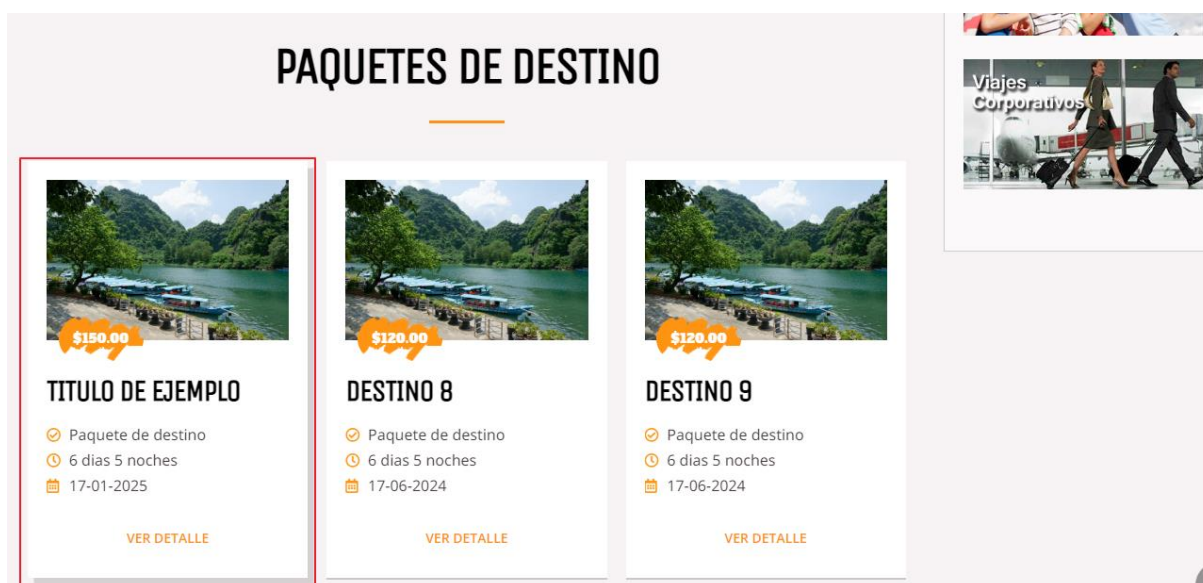 PAQUETES DE DESTINO
Viajes
Corporativos
$150.00
TITULO DE EJEMPLO
Paquete de destino
6 dias 5 noches
17-01-2025
VER DETALLE
$120.00
DESTINO 8
Paquete de destino
6 dias 5 noches
17-06-2024
VER DETALLE
$120.00
DESTINO 9
Paquete de destino
6 dias 5 noches
17-06-2024
VER DETALLE